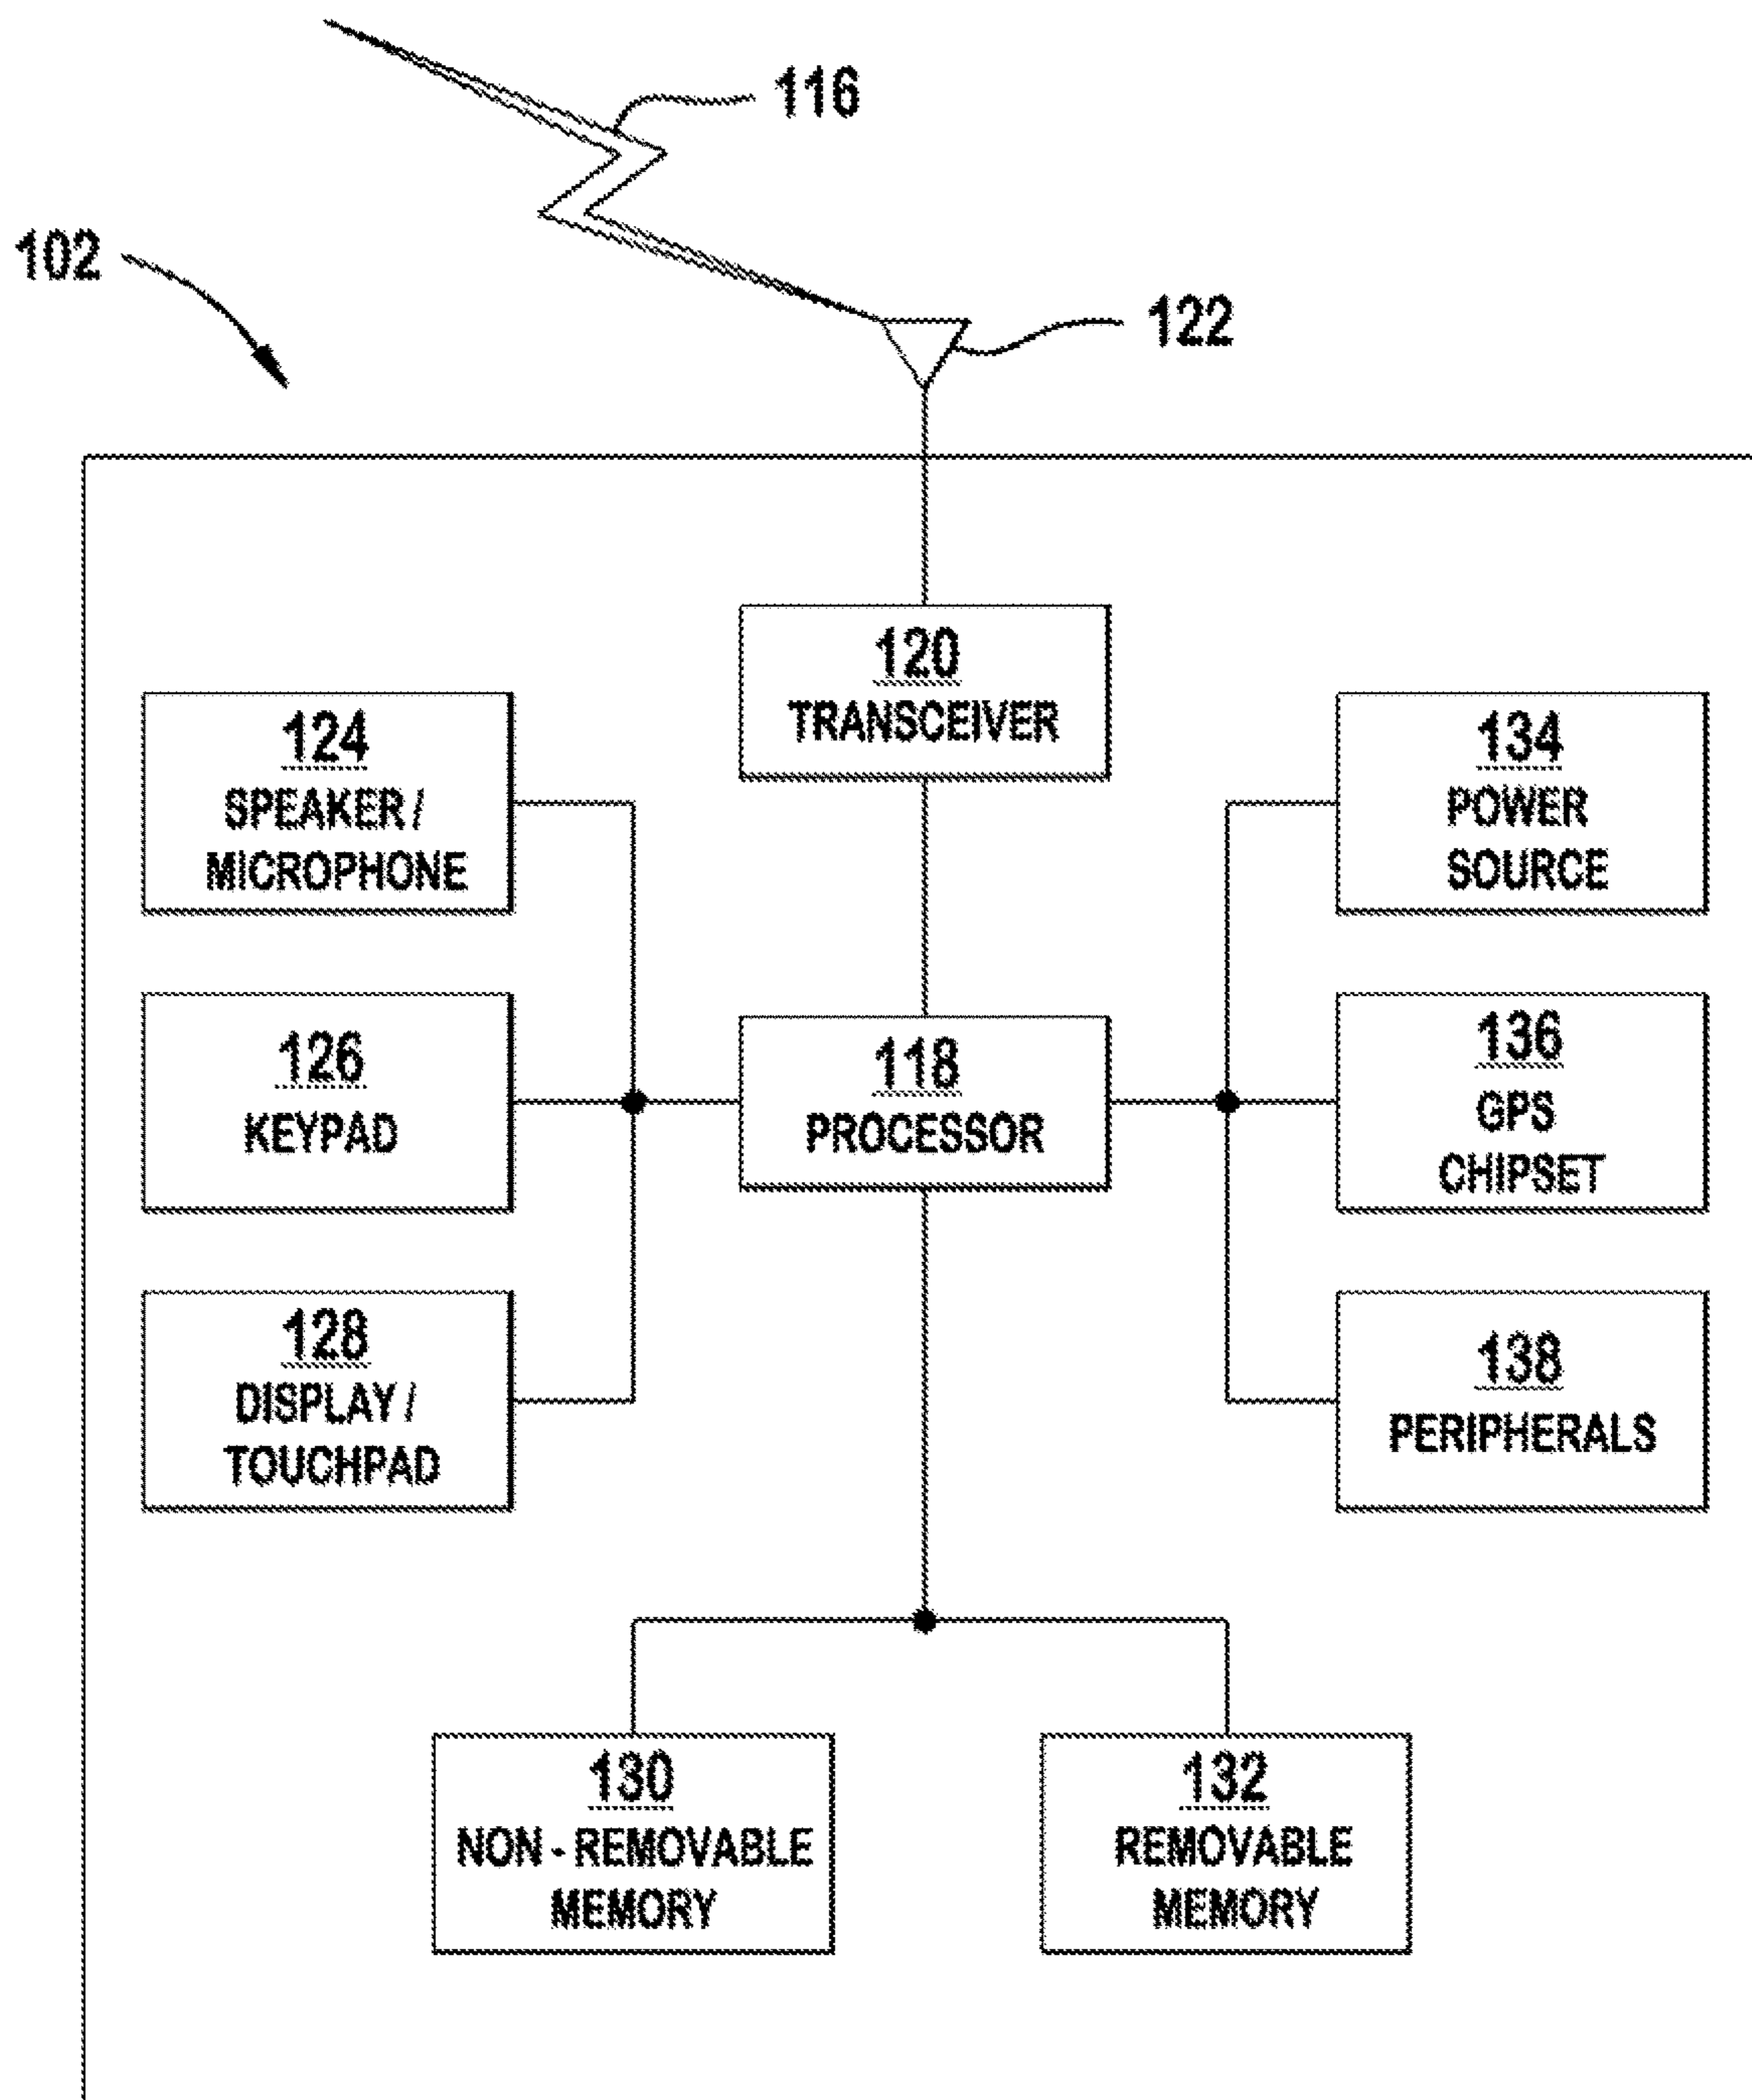 116
102
122
120
TRANSCEIVER
124
SPEAKER /
MICROPHONE
134
POWER
SOURCE
126
KEYPAD
118
PROCESSOR
136
GPS
CHIPSET
128
DISPLAY /
TOUCHPAD
138
PERIPHERALS
130
NON - REMOVABLE
MEMORY
132
REMOVABLE
MEMORY